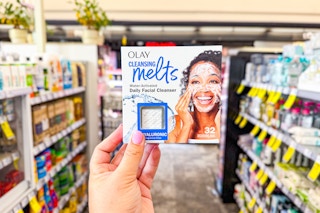 OLAY
CLEANSING
melts
Water-Activated
Daily Facial Cleanser
HYALURONIC
32